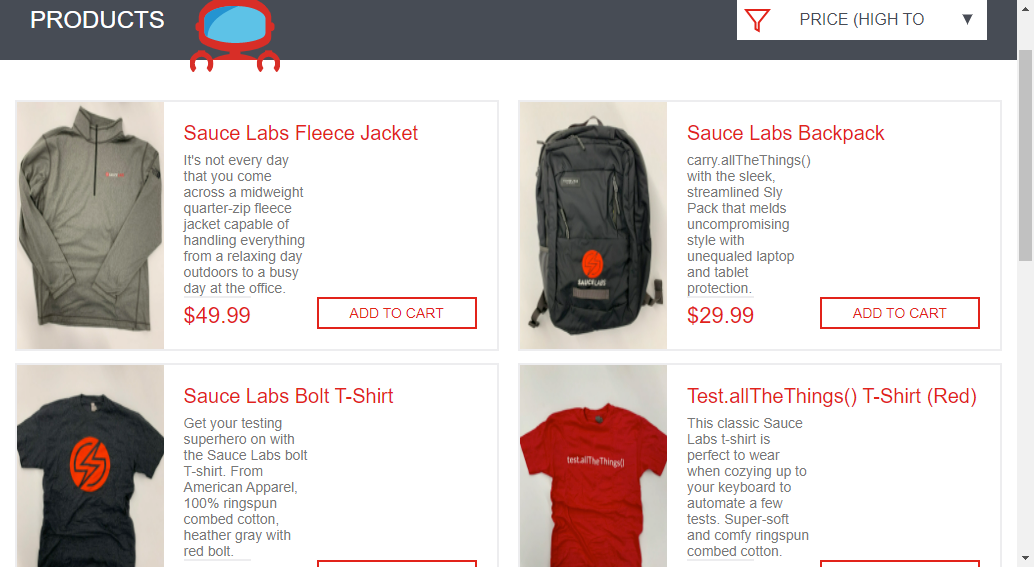 PRODUCTS
PRICE (HIGH TO
Sauce Labs Fleece Jacket
It's not every day
that you come
across a midweight
quarter-zip fleece
jacket capable of
handling everything
from a relaxing day
outdoors to a busy
day at the office.
$49.99
ADD TO CART
Sauce Labs Backpack
carry.allTheThings()
with the sleek,
streamlined Sly
Pack that melds
uncompromising
style with
unequaled laptop
and tablet
protection.
$29.99
ADD TO CART
SAUCELABS
Sauce Labs Bolt T-Shirt
Get your testing
superhero on with
the Sauce Labs bolt
T-shirt. From
American Apparel,
100% ringspun
combed cotton,
heather gray with
red bolt.
Test.allTheThings() T-Shirt (Red)
This classic Sauce
Labs t-shirt is
perfect to wear
when cozying up to
your keyboard to
automate a few
tests. Super-soft
and comfy ringspun
combed cotton.
test.allTheThings()